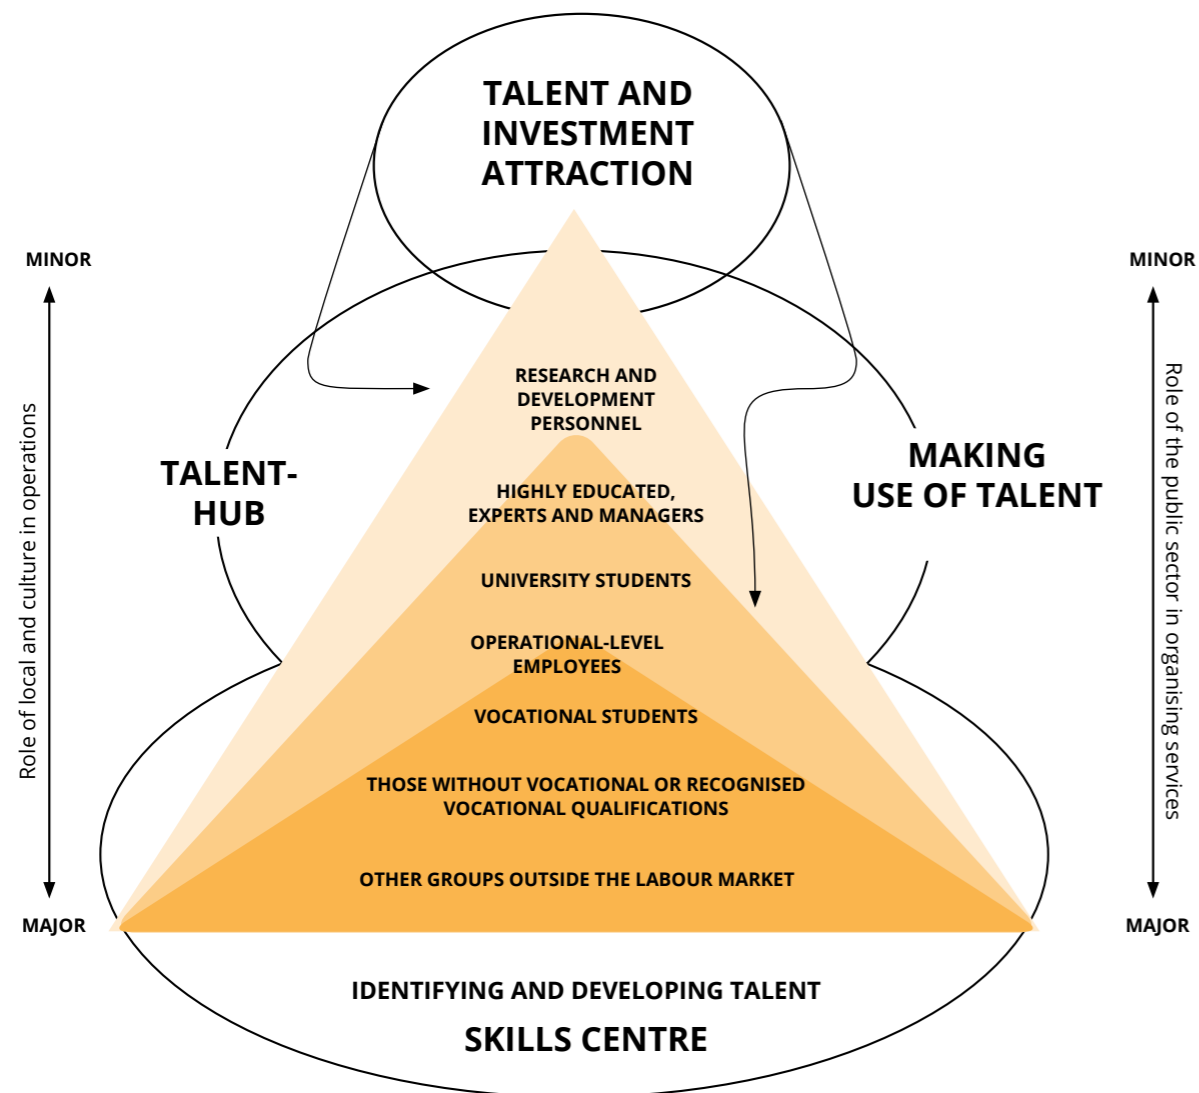 TALENT AND
INVESTMENT
ATTRACTION
MINOR
MINOR
RESEARCH AND
DEVELOPMENT
PERSONNEL
TALENT-
HUB
MAKING
USE OF TALENT
HIGHLY EDUCATED,
EXPERTS AND MANAGERS
UNIVERSITY STUDENTS
OPERATIONAL-LEVEL
EMPLOYEES
VOCATIONAL STUDENTS
THOSE WITHOUT VOCATIONAL OR RECOGNISED
VOCATIONAL QUALIFICATIONS
OTHER GROUPS OUTSIDE THE LABOUR MARKET
Role of local and culture in operations
Role of the public sector in organising services
MAJOR
MAJOR
IDENTIFYING AND DEVELOPING TALENT
SKILLS CENTRE